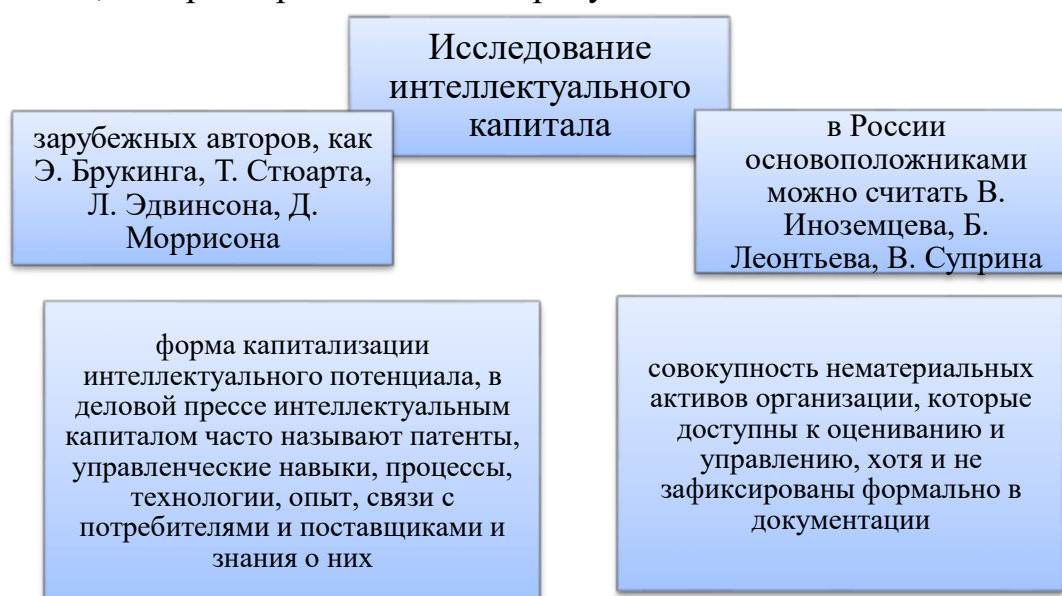 Исследование
интеллектуального
капитала
зарубежных авторов, как
Э. Брукинга, Т. Стюарта,
Л. Эдвинсона, Д.
Моррисона
в России
основоположниками
можно считать В.
Иноземцева, Б.
Леонтьева, В. Суприна
форма капитализации
интеллектуального потенциала, в
деловой прессе интеллектуальным
капиталом часто называют патенты,
управленческие навыки, процессы,
технологии, опыт, связи с
потребителями и поставщиками и
знания о них
совокупность нематериальных
активов организации, которые
доступны к оцениванию и
управлению, хотя и не
зафиксированы формально в
документации